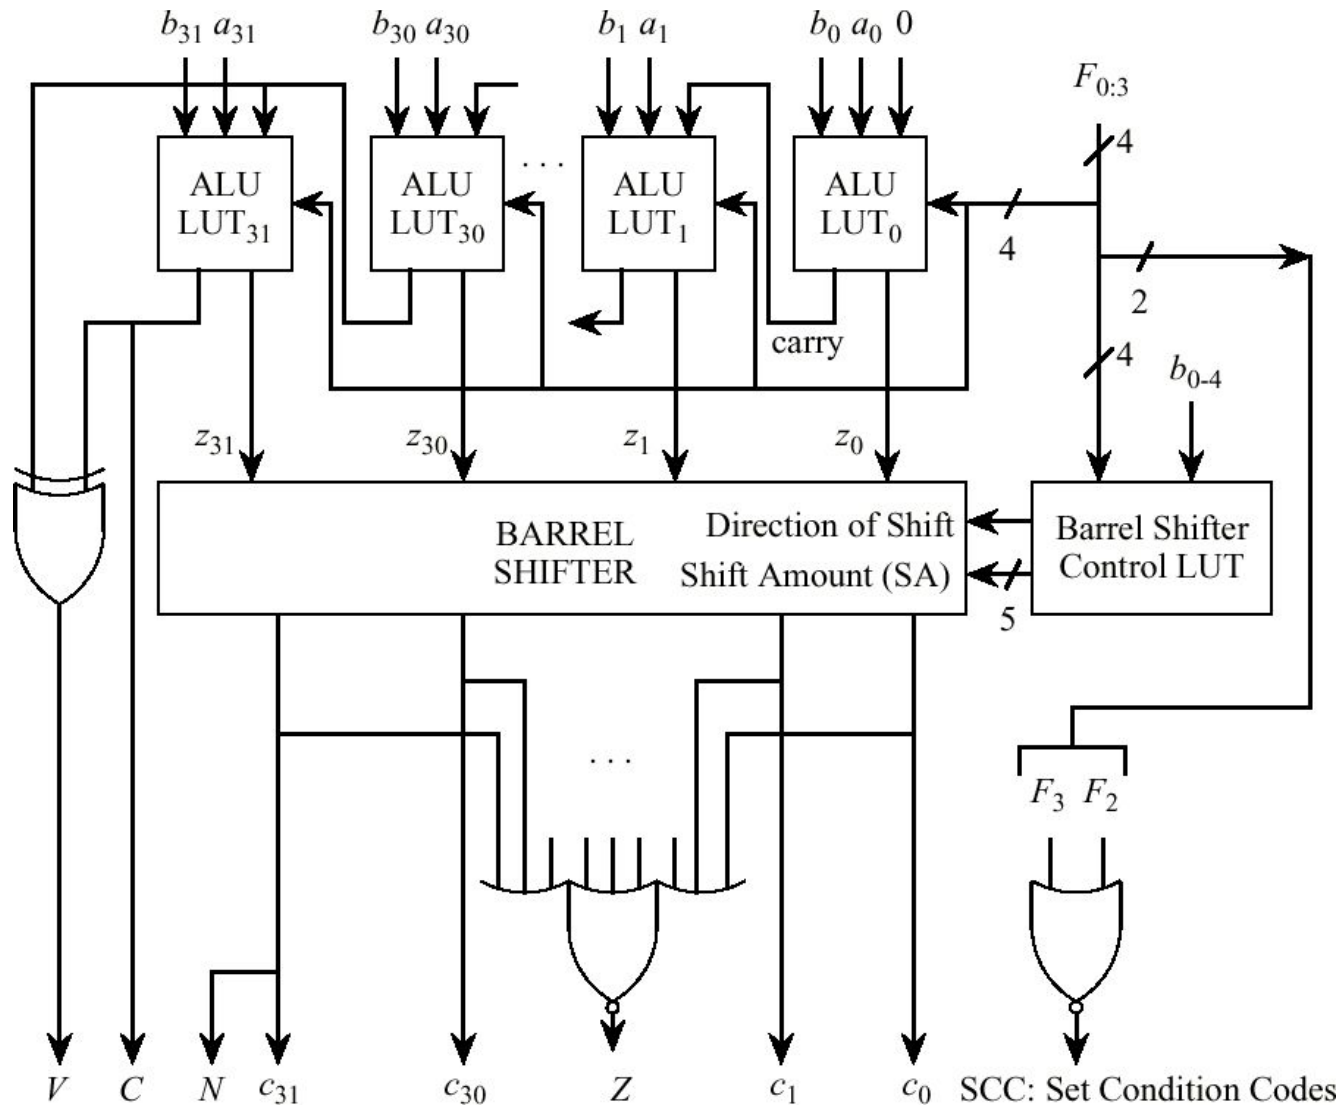 b31 a31 b30 a30 b1 a1 b0 a0 0
F0:3
4
ALU
LUT31
ALU
LUT30
. . .
ALU
LUT1
ALU
LUT0
4
2
carry
4
b0-4
z31 z30 z1 z0
BARREL
SHIFTER
Direction of Shift
Shift Amount (SA)
5
Barrel Shifter
Control LUT
. . .
F3 F2
V C N c31 c30 Z c1 c0 SCC: Set Condition Codes